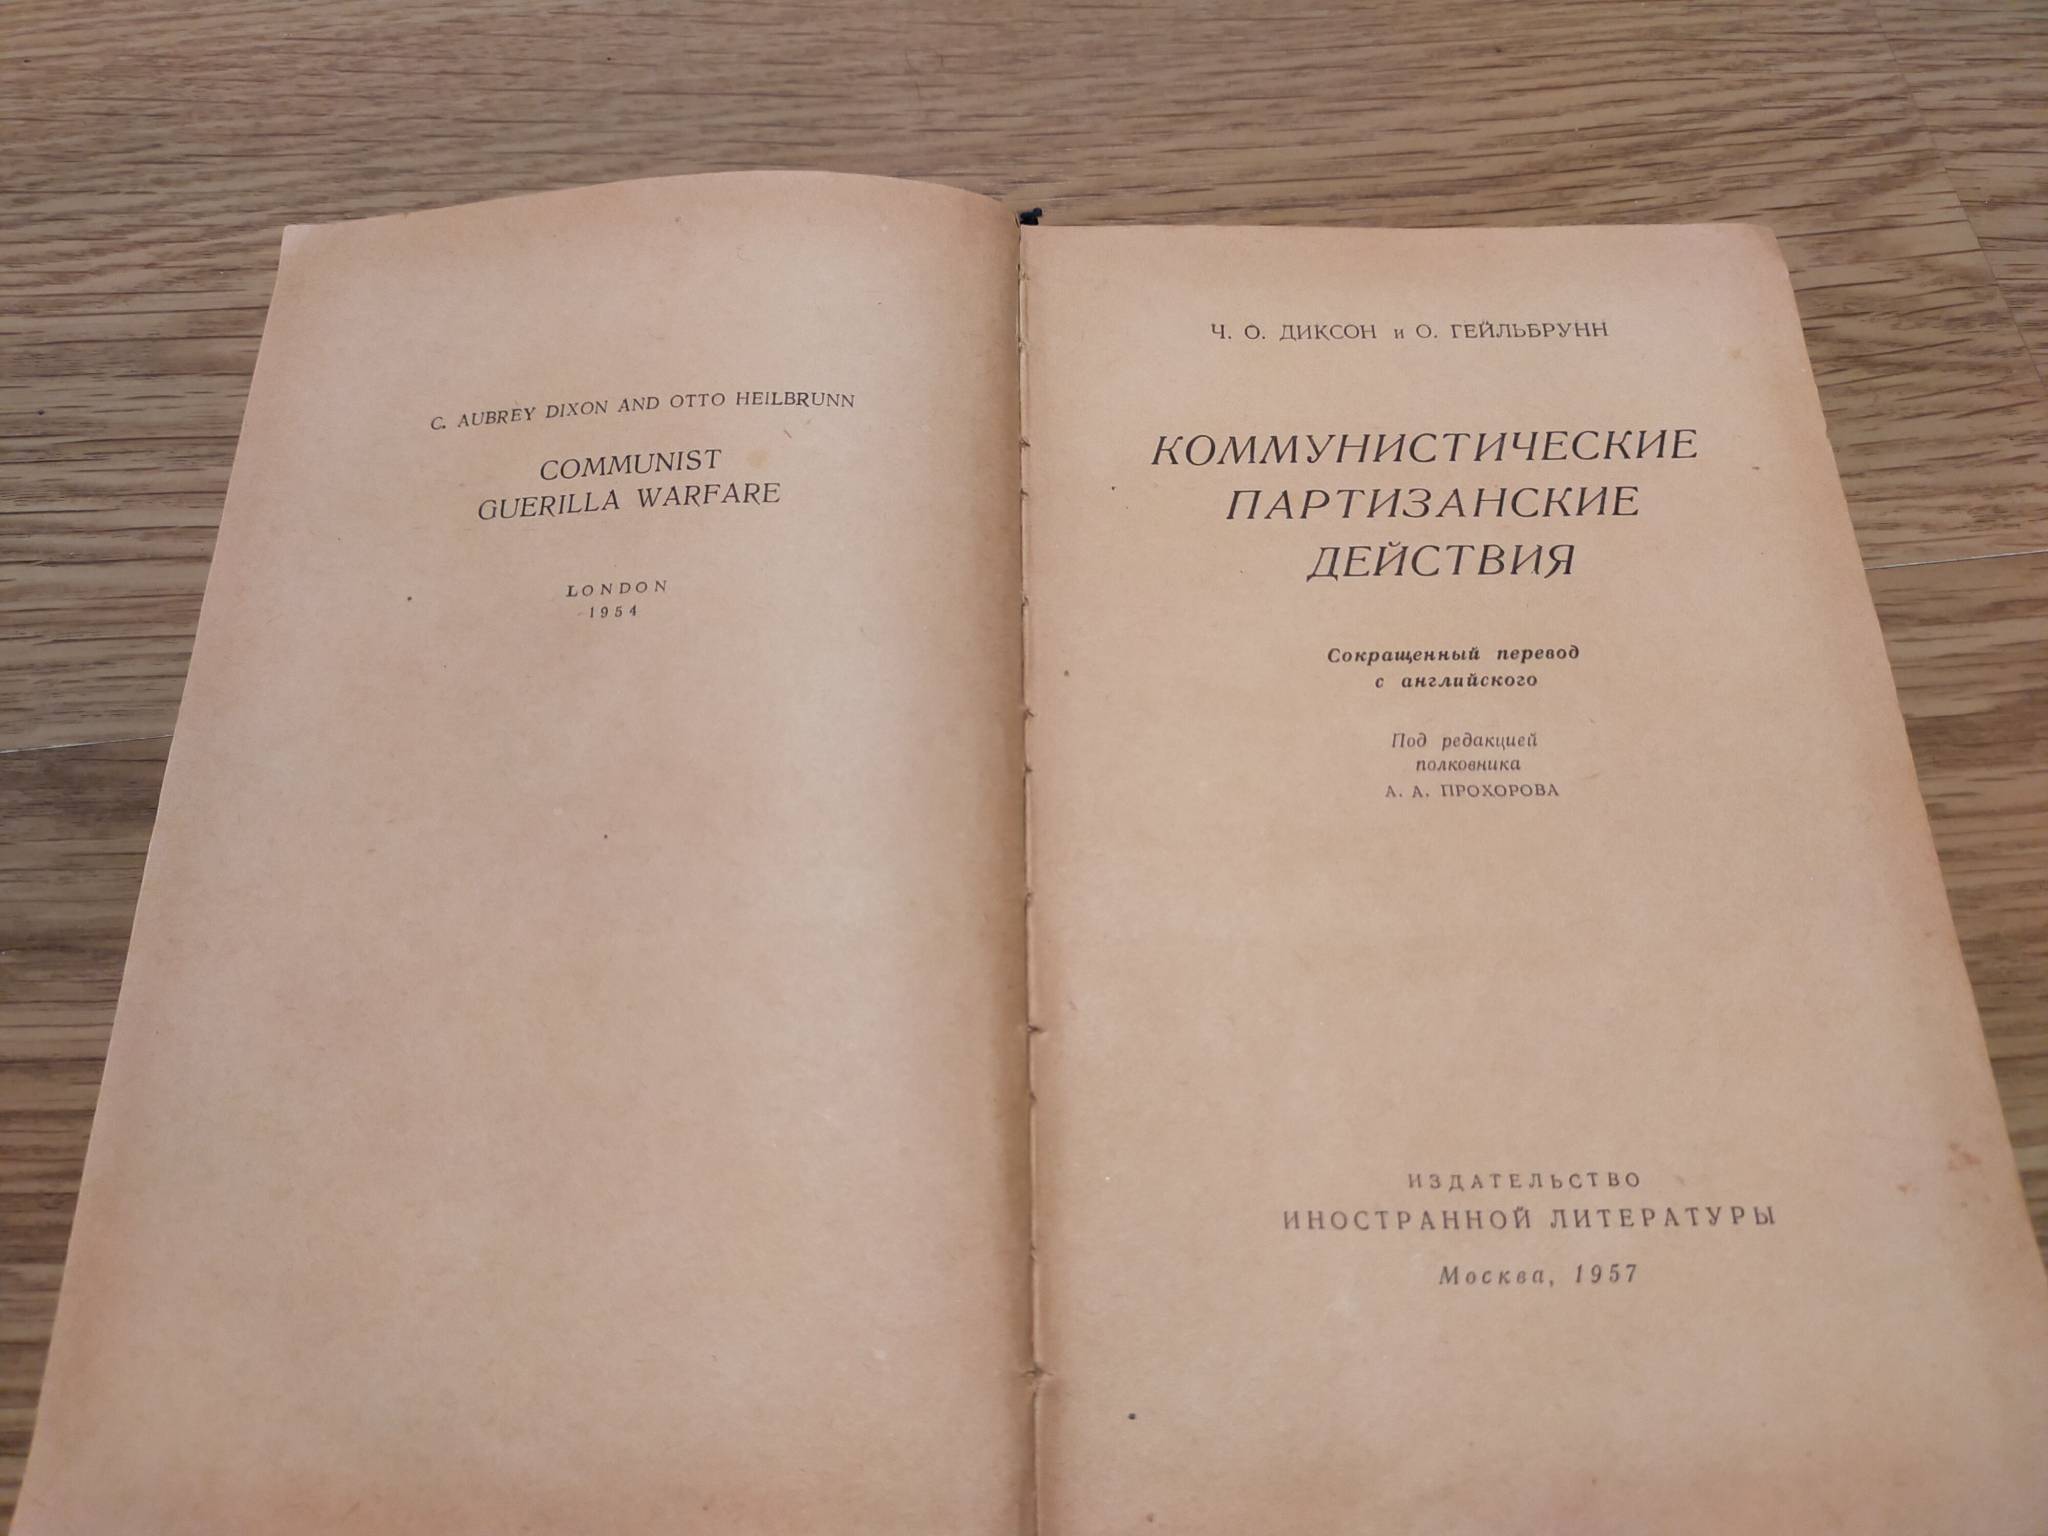 C. AUBREY DIXON AND OTTO HEILBRUNN
COMMUNIST
GUERILLA WARFARE
LONDON
1954
Ч. О. ДИКСОН и О. ГЕЙЛЬБРУНН
КОММУНИСТИЧЕСКИЕ
ПАРТИЗАНСКИЕ
ДЕЙСТВИЯ
Сокращенный перевод
с английского
Под редакцией
полковника
А. А. ПРОХОРОВА
ИЗДАТЕЛЬСТВО
ИНОСТРАННОЙ ЛИТЕРАТУРЫ
Москва, 1957